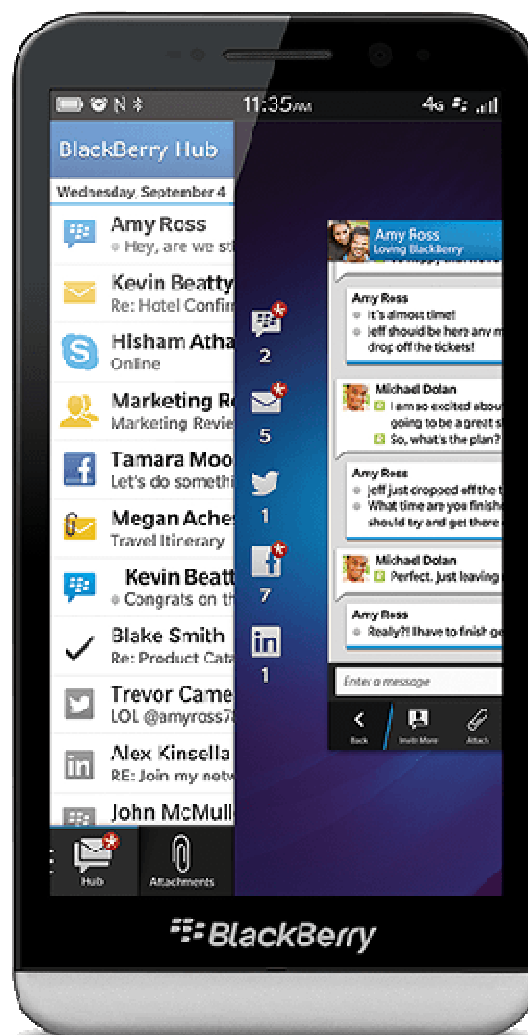 11:35AM
4G
BlackBerry Hub
Wednesday, September 4
Amy Ross
Hey, are we sti
Kevin Beatty
Re: Hotel Confir
Hisham Atha
Online
Marketing Re
Marketing Revie
Tamara Moo
Let's do somethi
Megan Aches
Travel Itinerary
Kevin Beatt
Congrats on th
Blake Smith
Re: Product Cata
Trevor Came
LOL @amyross78
Alex Kinsella
RE: Join my netw
John McMull
Hub
Attachments
2
5
1
7
1
Amy Ross
Loving BlackBerry
Amy Ross
It's almost time!
Jeff should be here any m
drop off the tickets!
Michael Dolan
I am so excited about
going to be a great s
So, what's the plan?
Amy Ross
Jeff just dropped off the t
What time are you finishe
should try and get there
Michael Dolan
Perfect. Just leaving
Amy Ross
Really?! I have to finish ge
Enter a message
Back
Invite More
Attach
BlackBerry